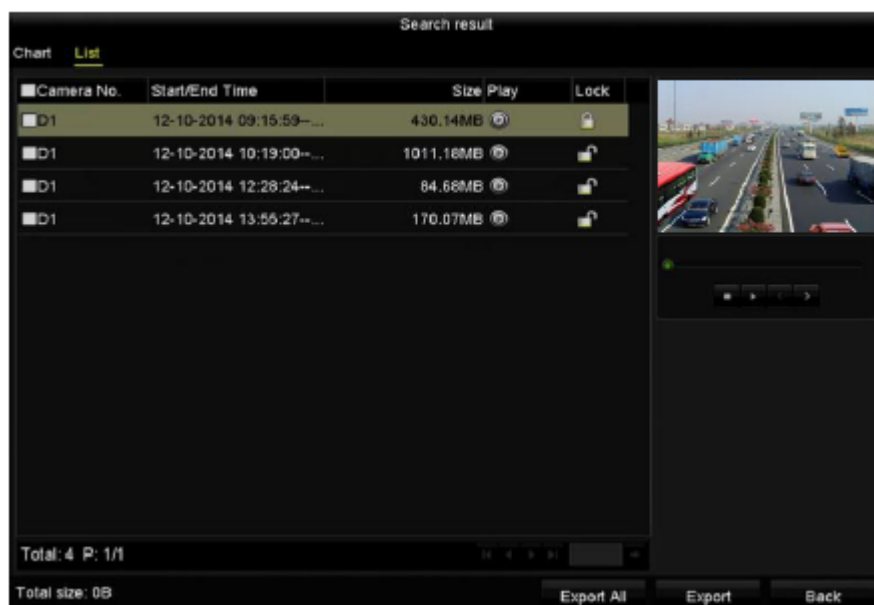 Search result
Chart List
Camera No. Start/End Time Size Play Lock
D1 12-10-2014 09:15:59--... 430.14MB
D1 12-10-2014 10:19:00--... 1011.18MB
D1 12-10-2014 12:28:24--... 84.68MB
D1 12-10-2014 13:55:27--... 170.07MB
Total: 4 P: 1/1
Total size: 0B Export All Export Back